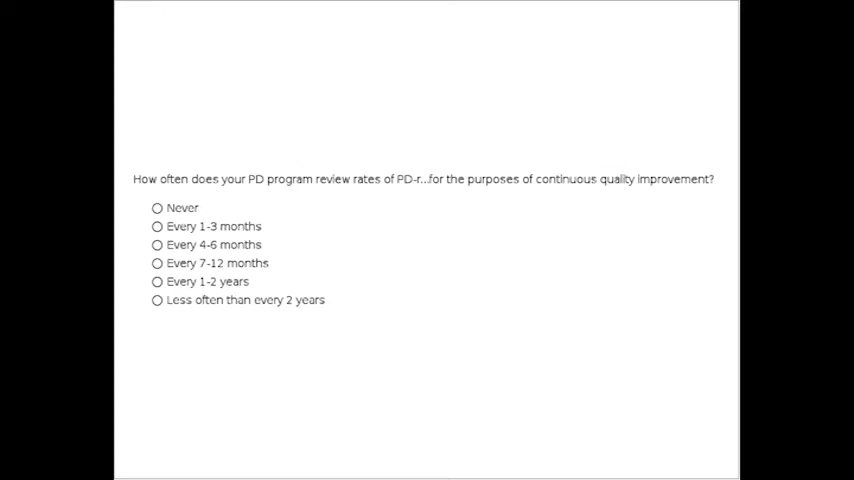 How often does your PD program review rates of PD-r...for the purposes of continuous quality improvement?
Never
Every 1-3 months
Every 4-6 months
Every 7-12 months
Every 1-2 years
Less often than every 2 years